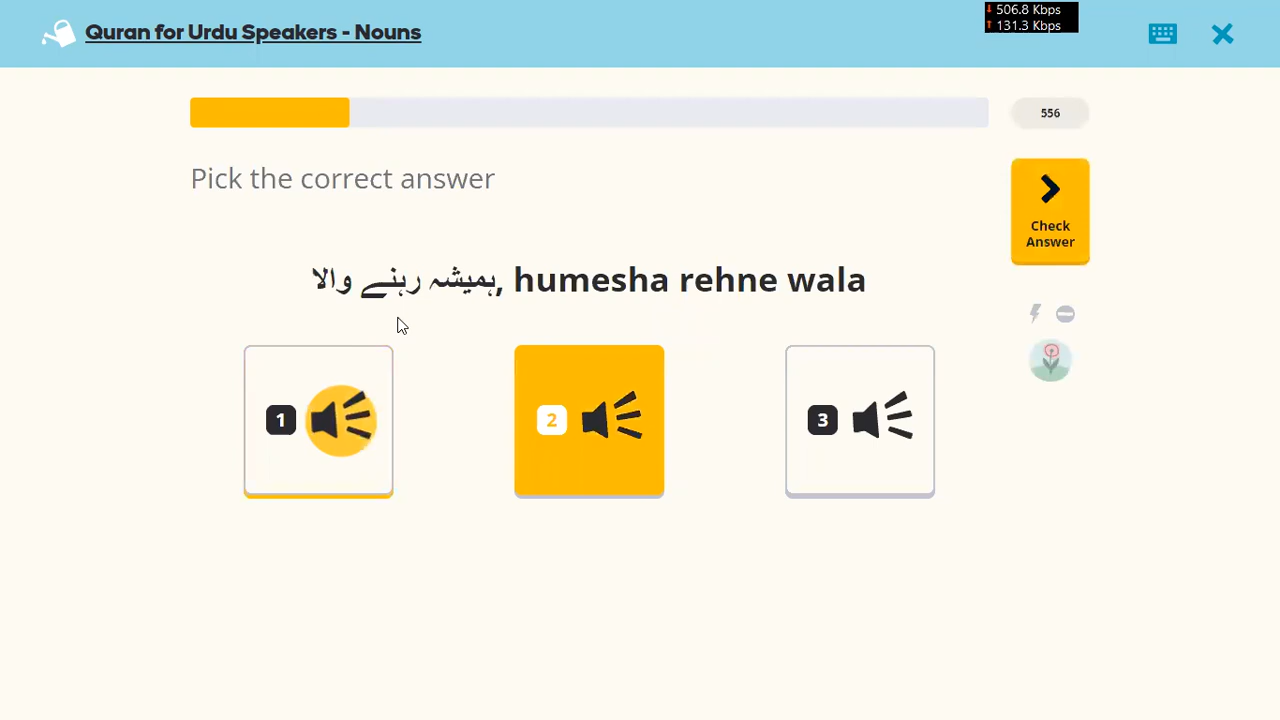 Quran for Urdu Speakers - Nouns
506.8 Kbps
131.3 Kbps
556
Pick the correct answer
Check
Answer
ہمیشہ رہنے والا, humesha rehne wala
1
2
3